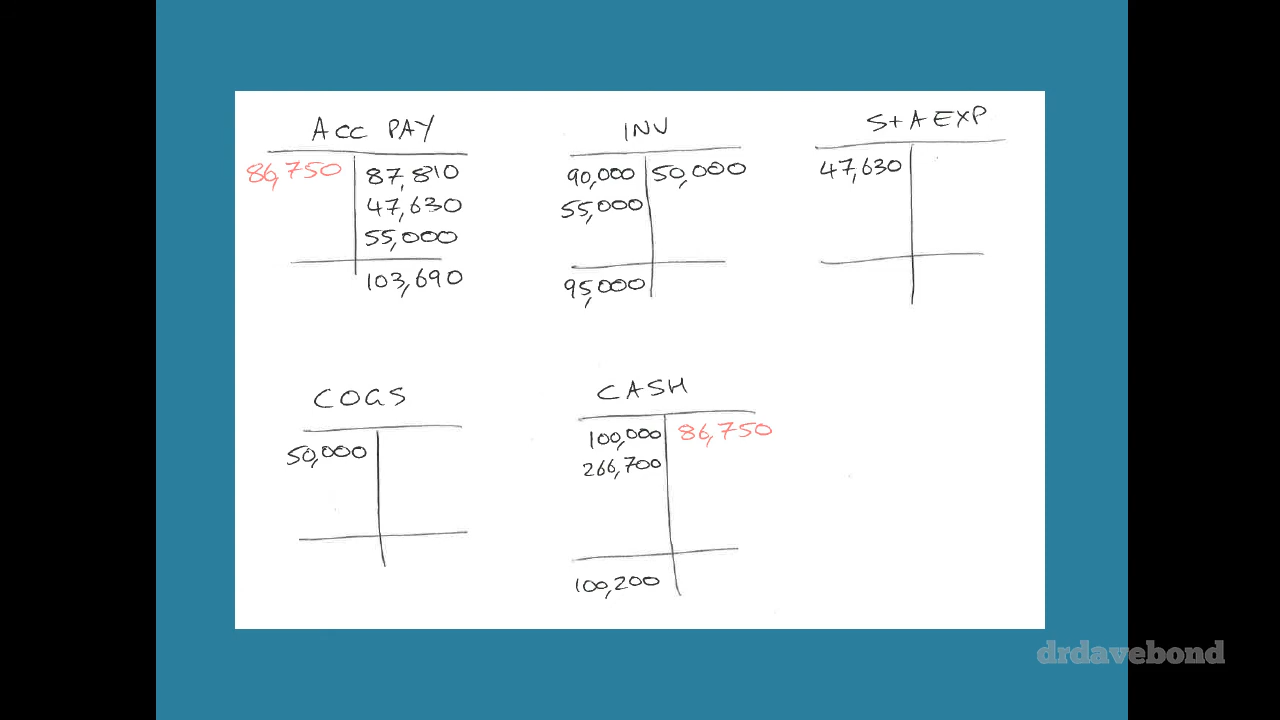 ACC PAY
86,750 87,810
47,630
55,000
103,690
INV
90,000 50,000
55,000
95,000
S+A EXP
47,630
COGS
50,000
CASH
100,000 86,750
266,700
100,200
drdavebond